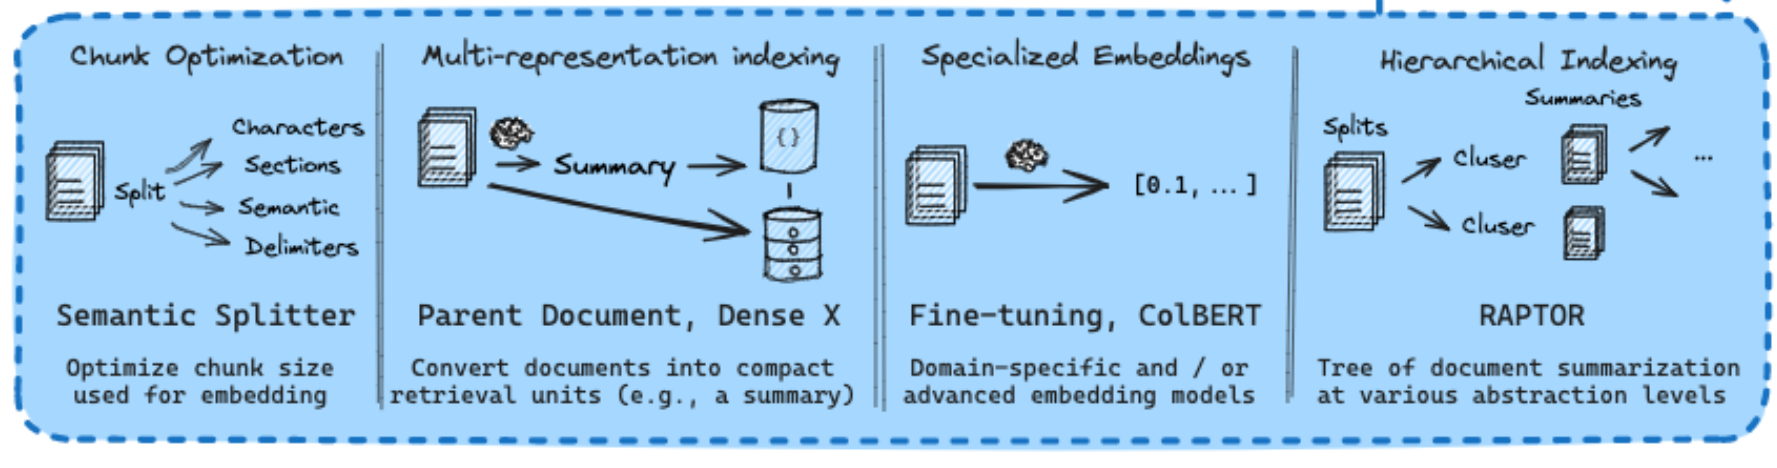 Chunk Optimization
Split
Characters
Sections
Semantic
Delimiters
Semantic Splitter
Optimize chunk size
used for embedding
Multi-representation indexing
Summary
{}
Parent Document, Dense X
Convert documents into compact
retrieval units (e.g., a summary)
Specialized Embeddings
[0.1, ... ]
Fine-tuning, ColBERT
Domain-specific and / or
advanced embedding models
Hierarchical Indexing
Summaries
Splits
Cluser
...
Cluser
RAPTOR
Tree of document summarization
at various abstraction levels